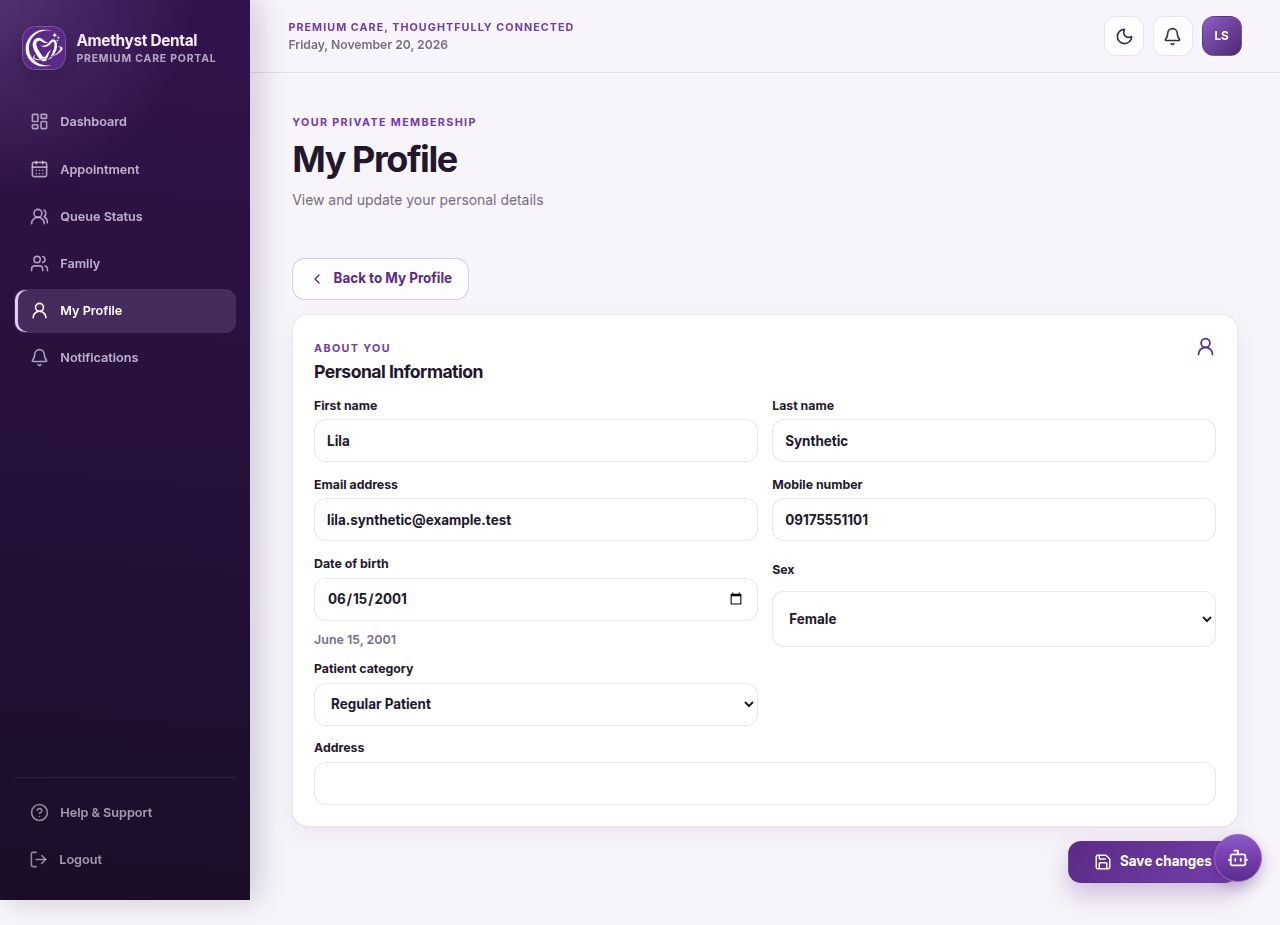 Amethyst Dental
PREMIUM CARE PORTAL
Dashboard
Appointment
Queue Status
Family
My Profile
Notifications
Help & Support
Logout
PREMIUM CARE, THOUGHTFULLY CONNECTED
Friday, November 20, 2026
LS
YOUR PRIVATE MEMBERSHIP
My Profile
View and update your personal details
Back to My Profile
ABOUT YOU
Personal Information
First name
Last name
Lila
Synthetic
Email address
Mobile number
lila.synthetic@example.test
09175551101
Date of birth
Sex
06/15/2001
Female
June 15, 2001
Patient category
Regular Patient
Address
Save changes